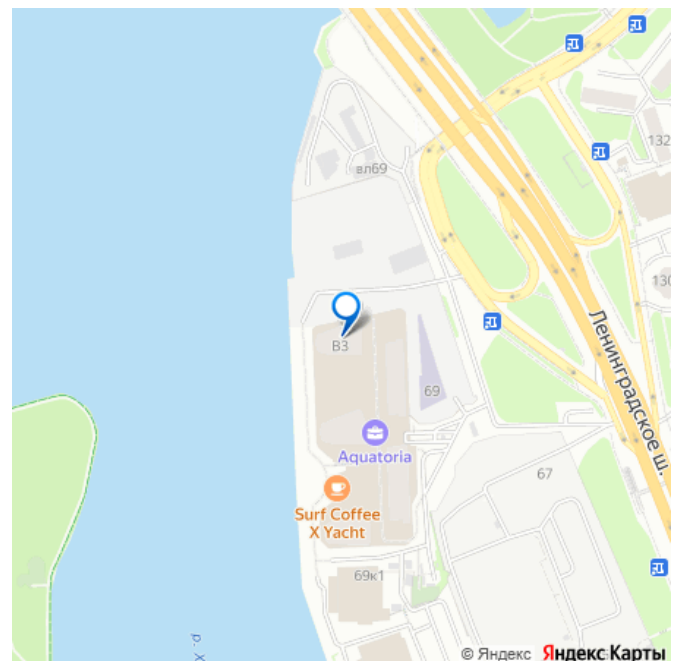 132
вл69
130
Ленинградское ш.
В3
69
Aquatoria
67
Surf Coffee
X Yacht
69к1
р. Х
© Яндекс Яндекс Карты